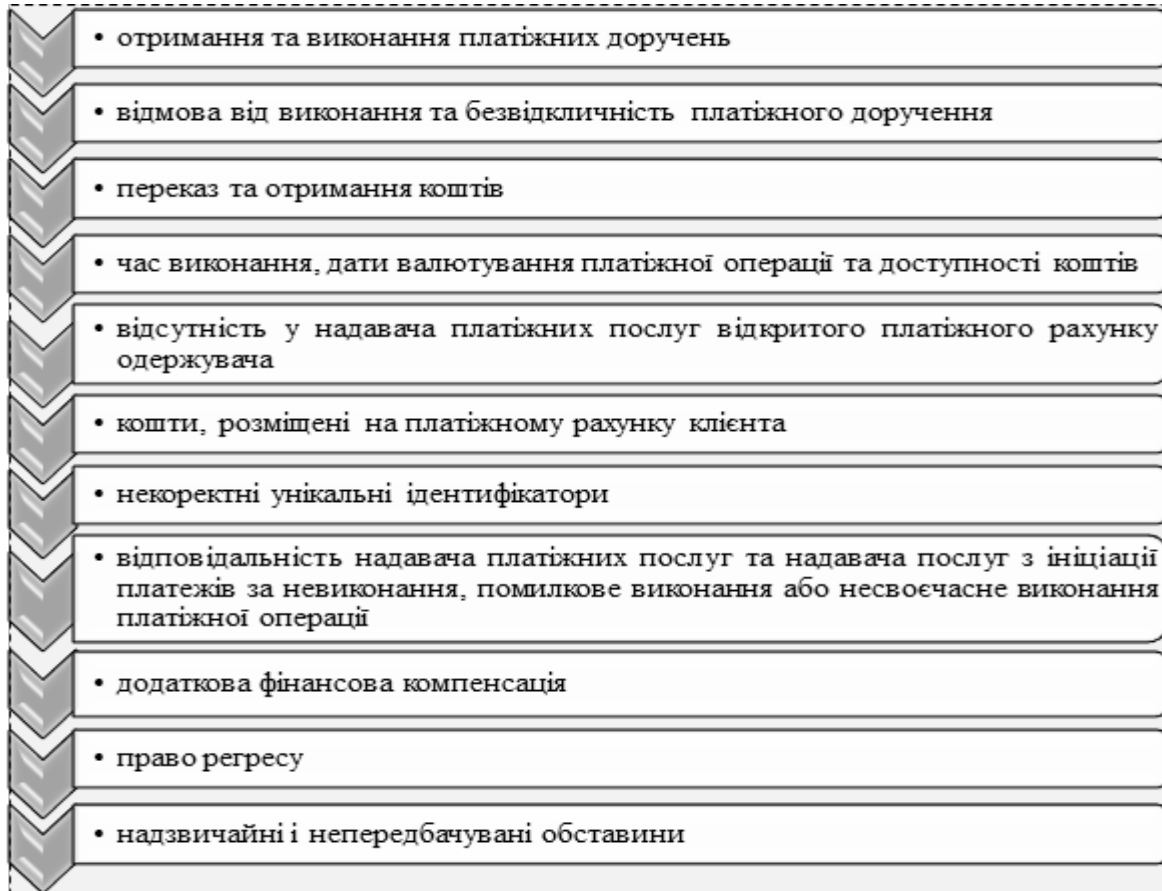 • отримання та виконання платіжних доручень
• відмова від виконання та безвідкличність платіжного доручення
• переказ та отримання коштів
• час виконання, дати валютування платіжної операції та доступності коштів
• відсутність у надавача платіжних послуг відкритого платіжного рахунку
одержувача
• кошти, розміщені на платіжному рахунку клієнта
• некоректні унікальні ідентифікатори
• відповідальність надавача платіжних послуг та надавача послуг з ініціації
платежів за невиконання, помилкове виконання або несвоєчасне виконання
платіжної операції
• додаткова фінансова компенсація
• право регресу
• надзвичайні і непередбачувані обставини